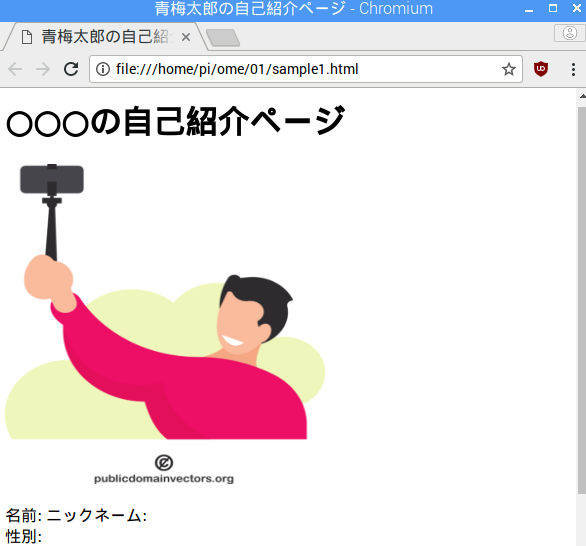 青梅太郎の自己紹介ページ - Chromium
青梅太郎の自己紹
file:///home/pi/ome/01/sample1.html
○○○の自己紹介ページ
publicdomainvectors.org
名前: ニックネーム:
性別: